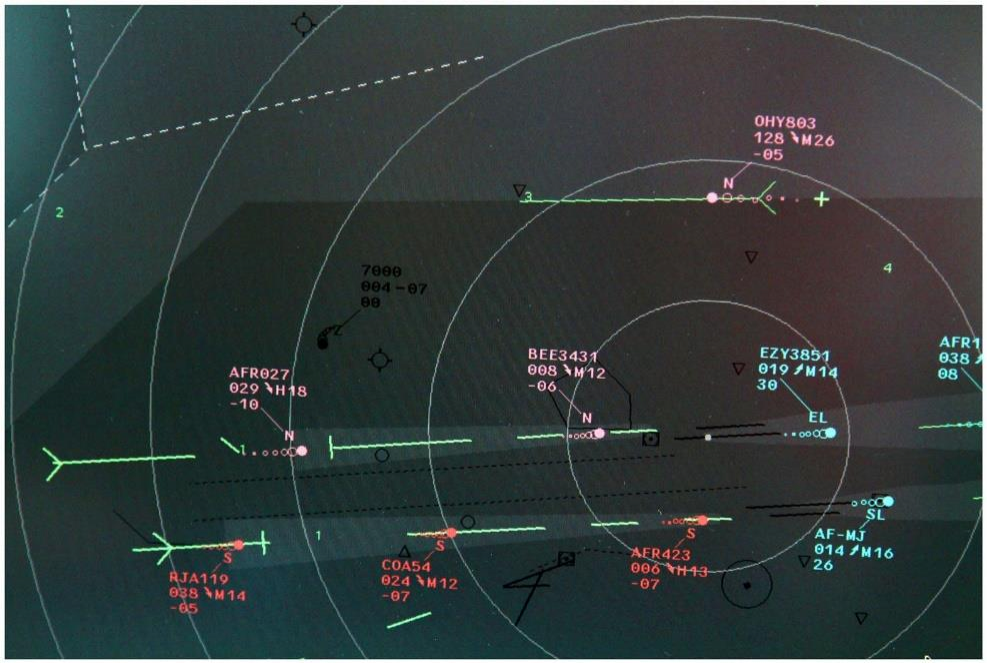 OHY803
128 ↘M26
-05
N
3
2
4
7000
004 -07
00
AFR027
029 ↘H18
-10
N
1
BEE3431
008 ↘M12
-06
N
EZY3851
019 ↗M14
30
EL
AFR1
038 ↗
08
1
S
RJA119
038 ↘M14
-05
S
COA54
024 ↘M12
-07
S
AFR423
006 ↘H13
-07
SL
AF-MJ
014 ↗M16
26